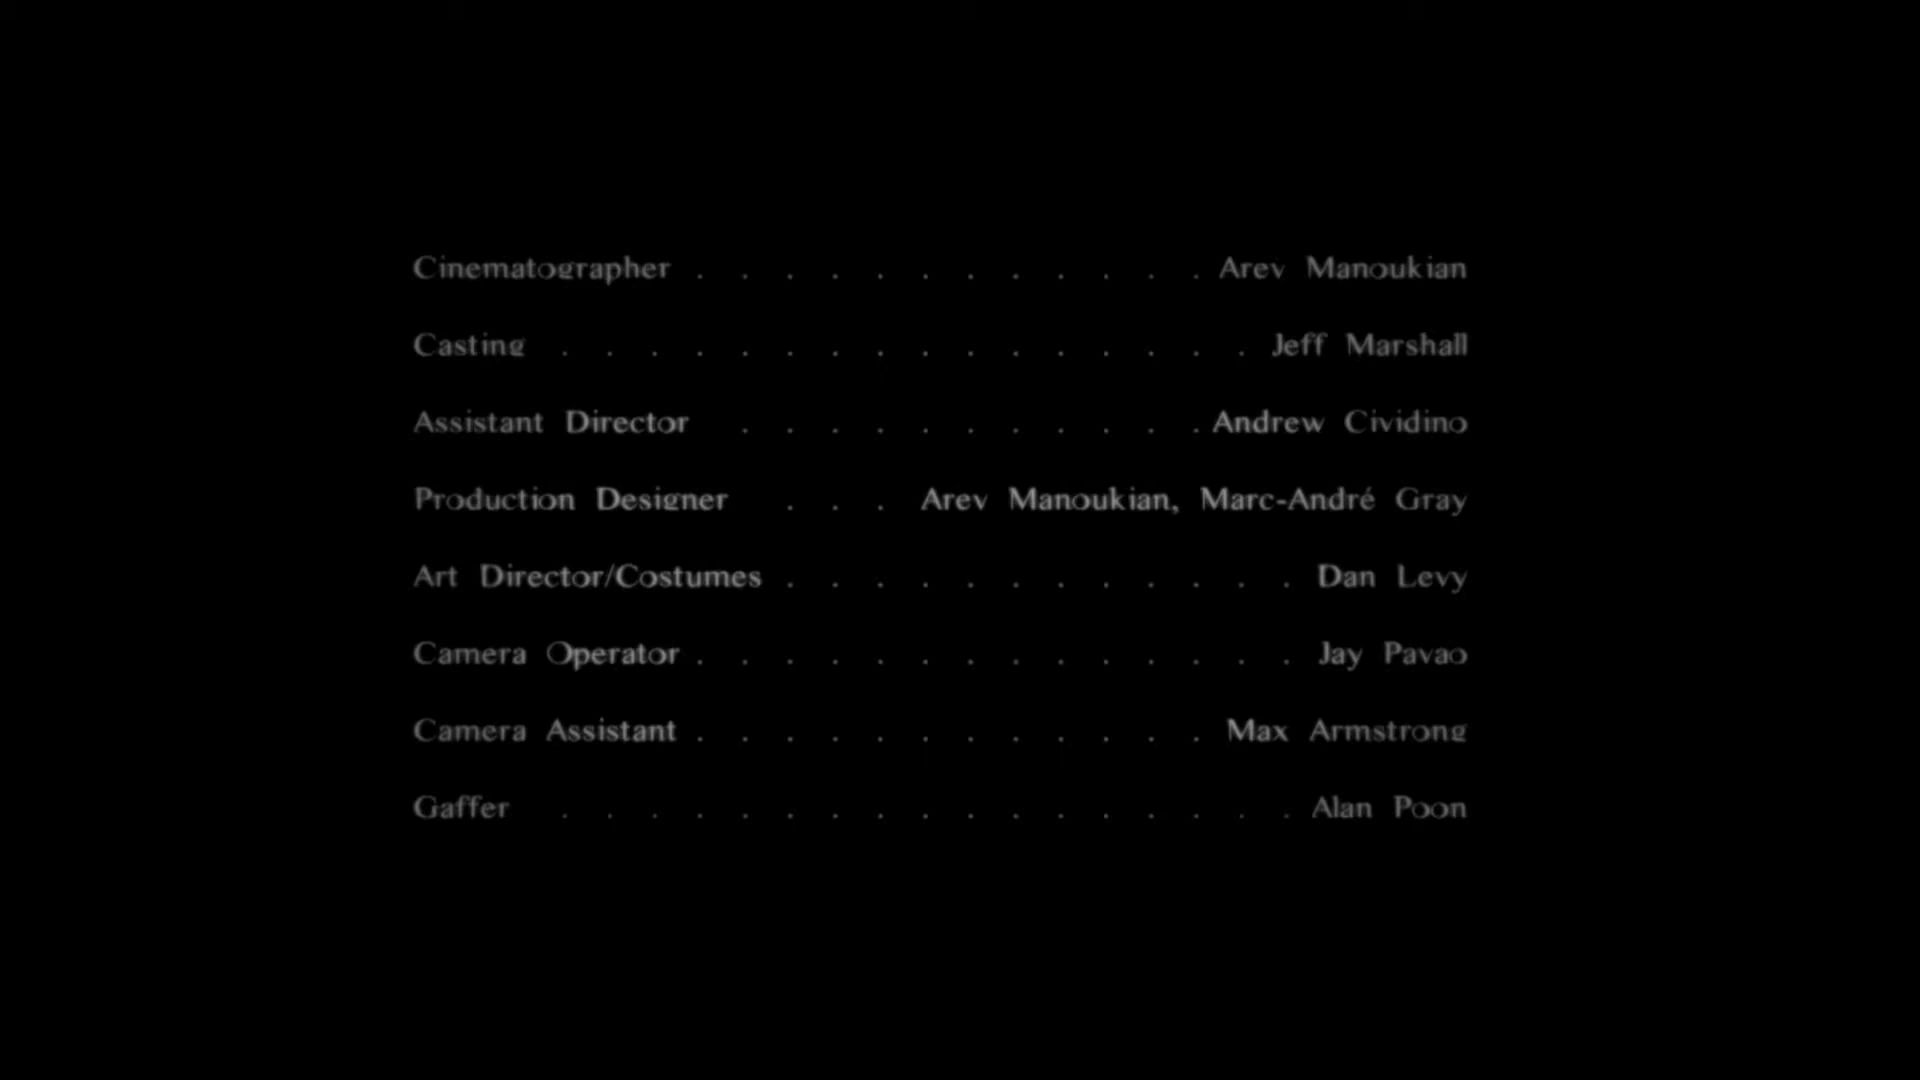 Cinematographer . . . . . . . . . . . . Arev Manoukian
Casting . . . . . . . . . . . . . . . . Jeff Marshall
Assistant Director . . . . . . . . . . . Andrew Cividino
Production Designer . . . Arev Manoukian, Marc-André Gray
Art Director/Costumes . . . . . . . . . . . . Dan Levy
Camera Operator . . . . . . . . . . . . . . Jay Pavao
Camera Assistant . . . . . . . . . . . . Max Armstrong
Gaffer . . . . . . . . . . . . . . . . . Alan Poon